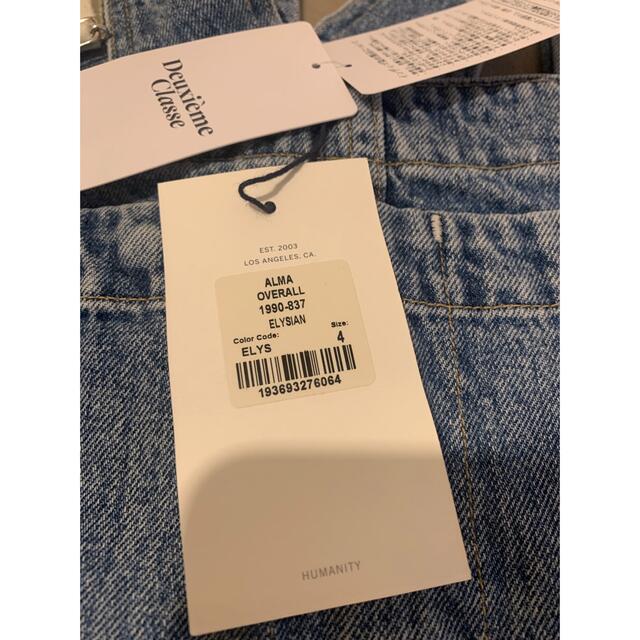 Deuxième
Classe
EST. 2003
LOS ANGELES, CA.
ALMA
OVERALL
1990-837
ELYSIAN
Color Code: Size:
ELYS 4
193693276064
HUMANITY